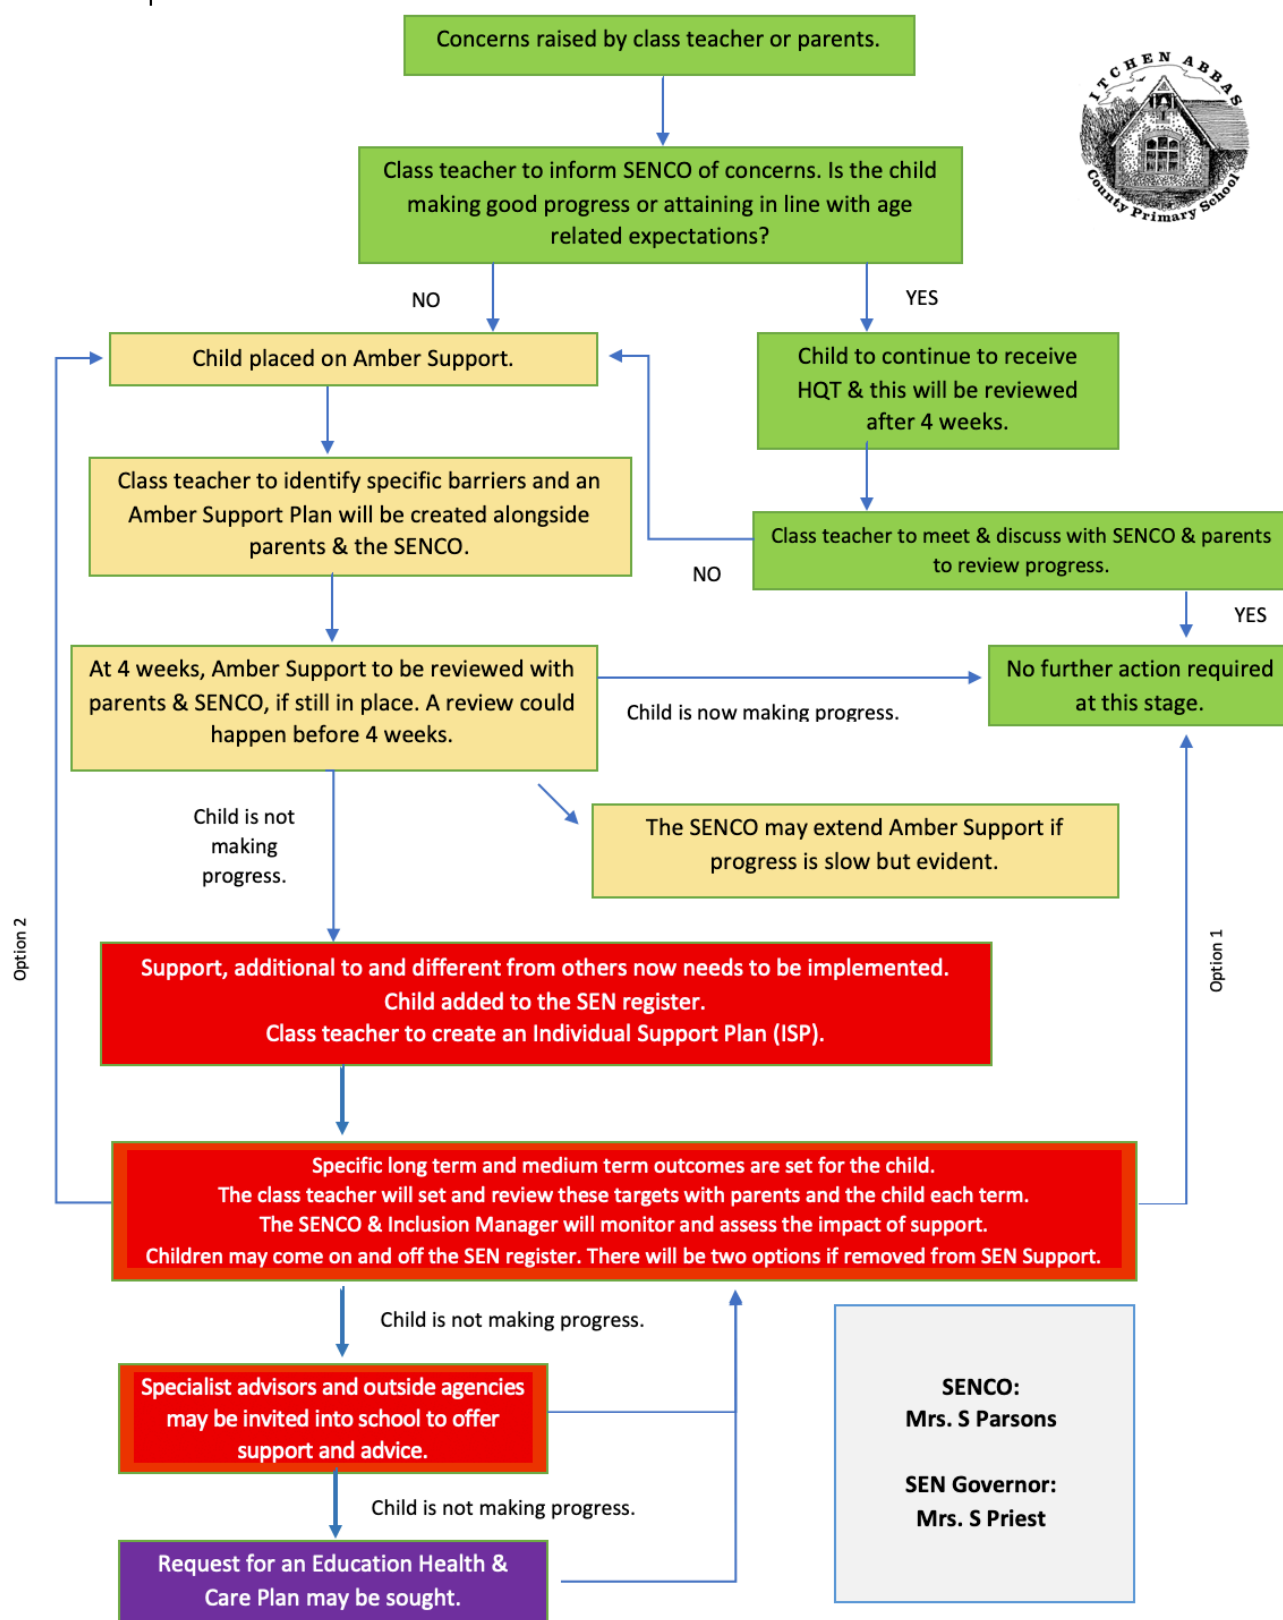 Concerns raised by class teacher or parents.
ITCHEN ABBAS
County Primary School
Class teacher to inform SENCO of concerns. Is the child
making good progress or attaining in line with age
related expectations?
NO
YES
Child placed on Amber Support.
Child to continue to receive
HQT & this will be reviewed
after 4 weeks.
Class teacher to identify specific barriers and an
Amber Support Plan will be created alongside
parents & the SENCO.
Class teacher to meet & discuss with SENCO & parents
to review progress.
NO
YES
At 4 weeks, Amber Support to be reviewed with
parents & SENCO, if still in place. A review could
happen before 4 weeks.
Child is now making progress.
No further action required
at this stage.
Child is not
making
progress.
The SENCO may extend Amber Support if
progress is slow but evident.
Option 2
Option 1
Support, additional to and different from others now needs to be implemented.
Child added to the SEN register.
Class teacher to create an Individual Support Plan (ISP).
Specific long term and medium term outcomes are set for the child.
The class teacher will set and review these targets with parents and the child each term.
The SENCO & Inclusion Manager will monitor and assess the impact of support.
Children may come on and off the SEN register. There will be two options if removed from SEN Support.
Child is not making progress.
Specialist advisors and outside agencies
may be invited into school to offer
support and advice.
Child is not making progress.
Request for an Education Health &
Care Plan may be sought.
SENCO:
Mrs. S Parsons
SEN Governor:
Mrs. S Priest